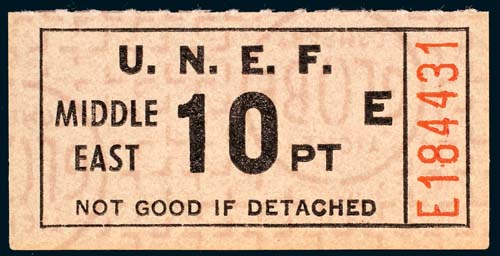 U. N. E. F.
MIDDLE EAST
10 PT
E
NOT GOOD IF DETACHED
E184431